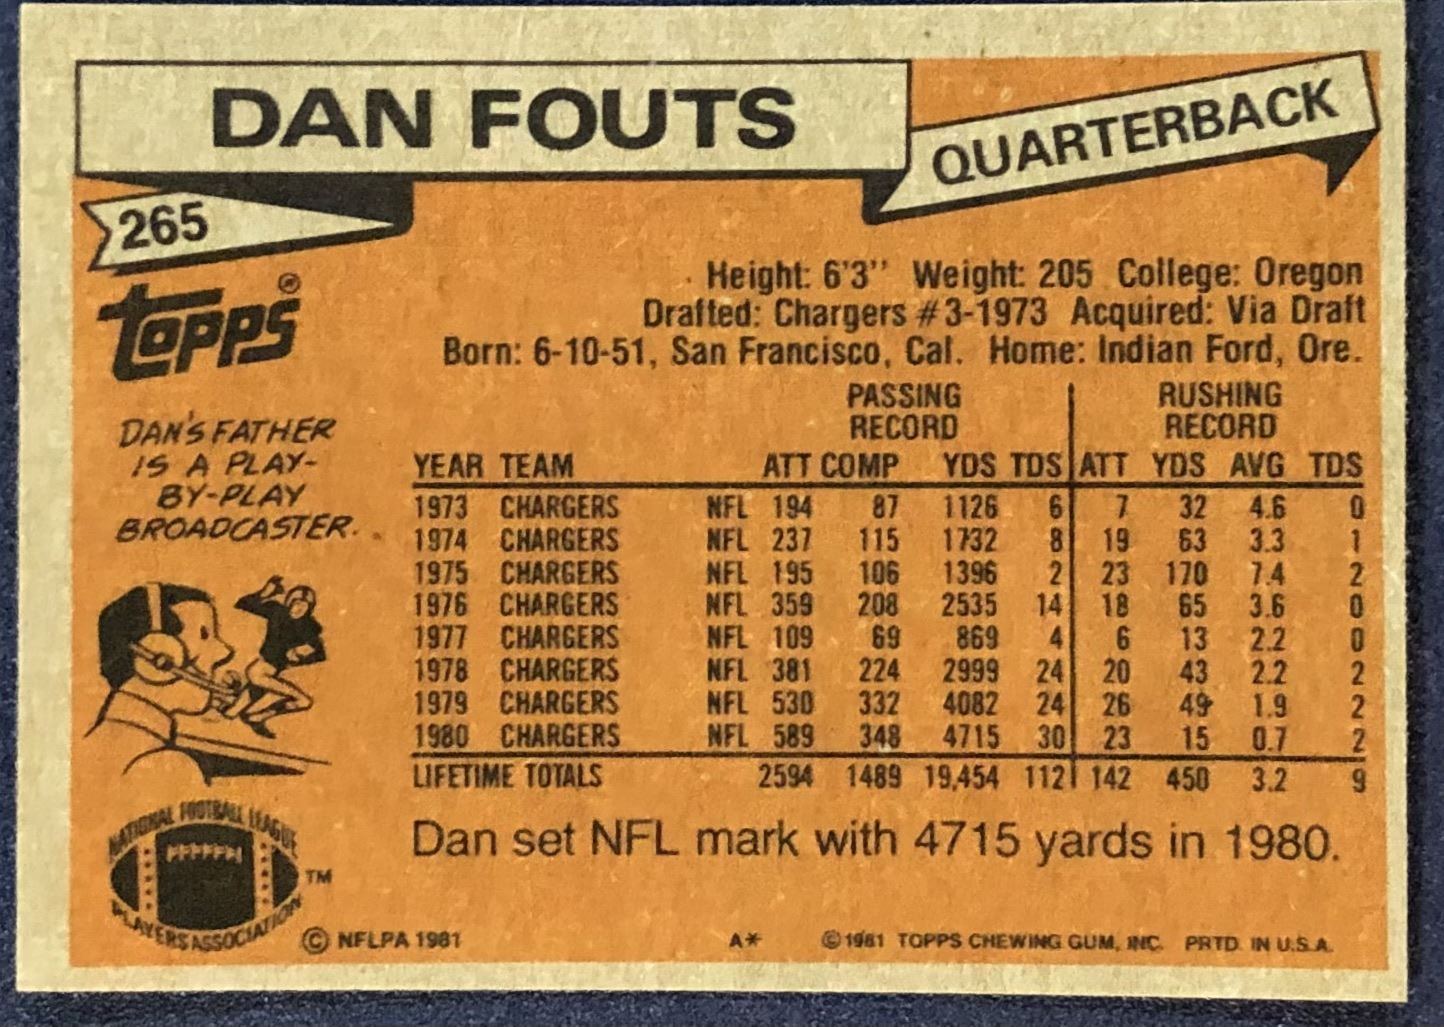 DAN FOUTS
QUARTERBACK
265
TOPPS®
Height: 6'3'' Weight: 205 College: Oregon
Drafted: Chargers #3-1973 Acquired: Via Draft
Born: 6-10-51, San Francisco, Cal. Home: Indian Ford, Ore.
DAN'S FATHER
IS A PLAY-
BY-PLAY
BROADCASTER.
PASSING RUSHING
RECORD RECORD
YEAR TEAM ATT COMP YDS TDS ATT YDS AVG TDS
1973 CHARGERS NFL 194 87 1126 6 7 32 4.6 0
1974 CHARGERS NFL 237 115 1732 8 19 63 3.3 1
1975 CHARGERS NFL 195 106 1396 2 23 170 7.4 2
1976 CHARGERS NFL 359 208 2535 14 18 65 3.6 0
1977 CHARGERS NFL 109 69 869 4 6 13 2.2 0
1978 CHARGERS NFL 381 224 2999 24 20 43 2.2 2
1979 CHARGERS NFL 530 332 4082 24 26 49 1.9 2
1980 CHARGERS NFL 589 348 4715 30 23 15 0.7 2
LIFETIME TOTALS 2594 1489 19,454 112 142 450 3.2 9
Dan set NFL mark with 4715 yards in 1980.
NATIONAL FOOTBALL LEAGUE
PLAYERS ASSOCIATION
TM
© NFLPA 1981 A* © 1981 TOPPS CHEWING GUM, INC. PRTD. IN U.S.A.